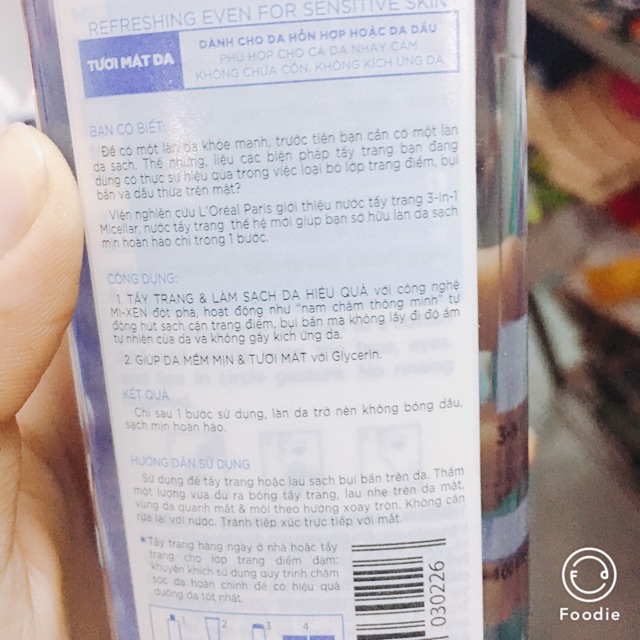 REFRESHING EVEN FOR SENSITIVE SKIN
TƯƠI MÁT DA
DÀNH CHO DA HỖN HỢP HOẶC DA DẦU
PHÙ HỢP CHO CẢ DA NHẠY CẢM
KHÔNG CHỨA CỒN, KHÔNG KÍCH ỨNG DA
BẠN CÓ BIẾT:
Để có một làn da khỏe mạnh, trước tiên bạn cần có một làn
da sạch. Thế nhưng, liệu các biện pháp tẩy trang bạn đang
dùng có thực sự hiệu quả trong việc loại bỏ lớp trang điểm, bụi
bẩn và dầu thừa trên mặt?
Viện nghiên cứu L'Oréal Paris giới thiệu nước tẩy trang 3-in-1
Micellar, nước tẩy trang thế hệ mới giúp bạn sở hữu làn da sạch
mịn hoàn hảo chỉ trong 1 bước.
CÔNG DỤNG:
1. TẨY TRANG & LÀM SẠCH DA HIỆU QUẢ với công nghệ
MI-XEN đột phá, hoạt động như "nam châm thông minh" tự
động hút sạch cặn trang điểm, bụi bẩn mà không lấy đi độ ẩm
tự nhiên của da và không gây kích ứng da.
2. GIÚP DA MỀM MỊN & TƯƠI MÁT với Glycerin.
KẾT QUẢ
Chỉ sau 1 bước sử dụng, làn da trở nên không bóng dầu,
sạch mịn hoàn hảo.
HƯỚNG DẪN SỬ DỤNG
Sử dụng để tẩy trang hoặc lau sạch bụi bẩn trên da. Thấm
một lượng vừa đủ ra bông tẩy trang, lau nhẹ trên da mặt,
vùng da quanh mắt & môi theo hướng xoay tròn. Không cần
rửa lại với nước. Tránh tiếp xúc trực tiếp với mắt.
*Tẩy trang hàng ngày ở nhà hoặc tẩy
trang cho lớp trang điểm đậm:
khuyến khích sử dụng quy trình chăm
sóc da hoàn chỉnh để có hiệu quả
dưỡng da tốt nhất.
1 2 3 4
030226
Foodie